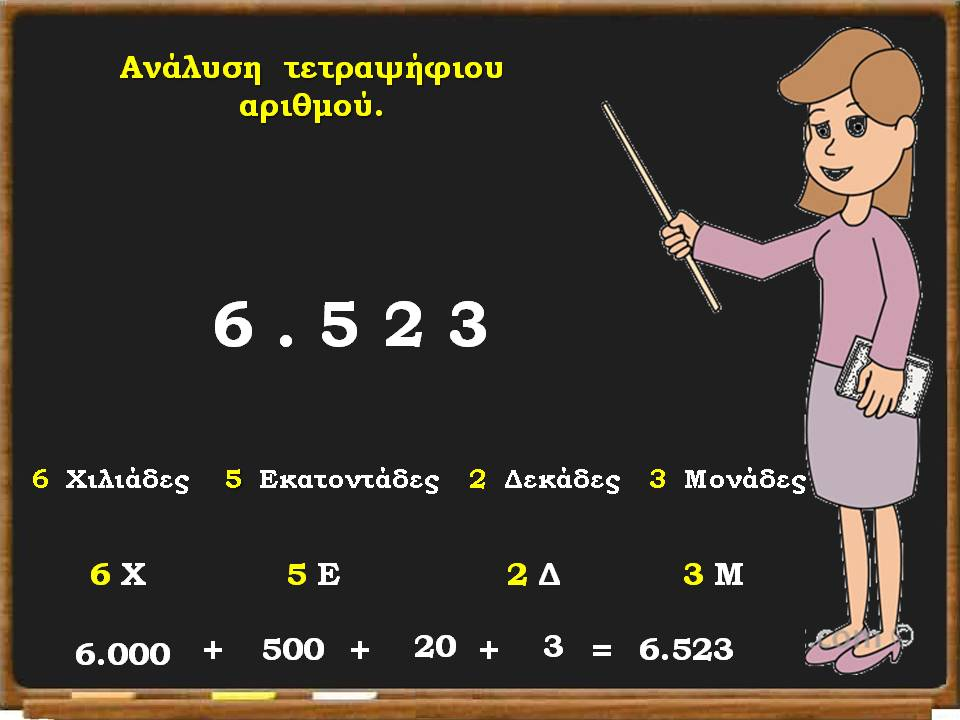 Ανάλυση τετραψήφιου
αριθμού.
6 . 5 2 3
6 Χιλιάδες 5 Εκατοντάδες 2 Δεκάδες 3 Μονάδες
6 Χ 5 Ε 2 Δ 3 Μ
6.000 + 500 + 20 + 3 = 6.523
.com ©